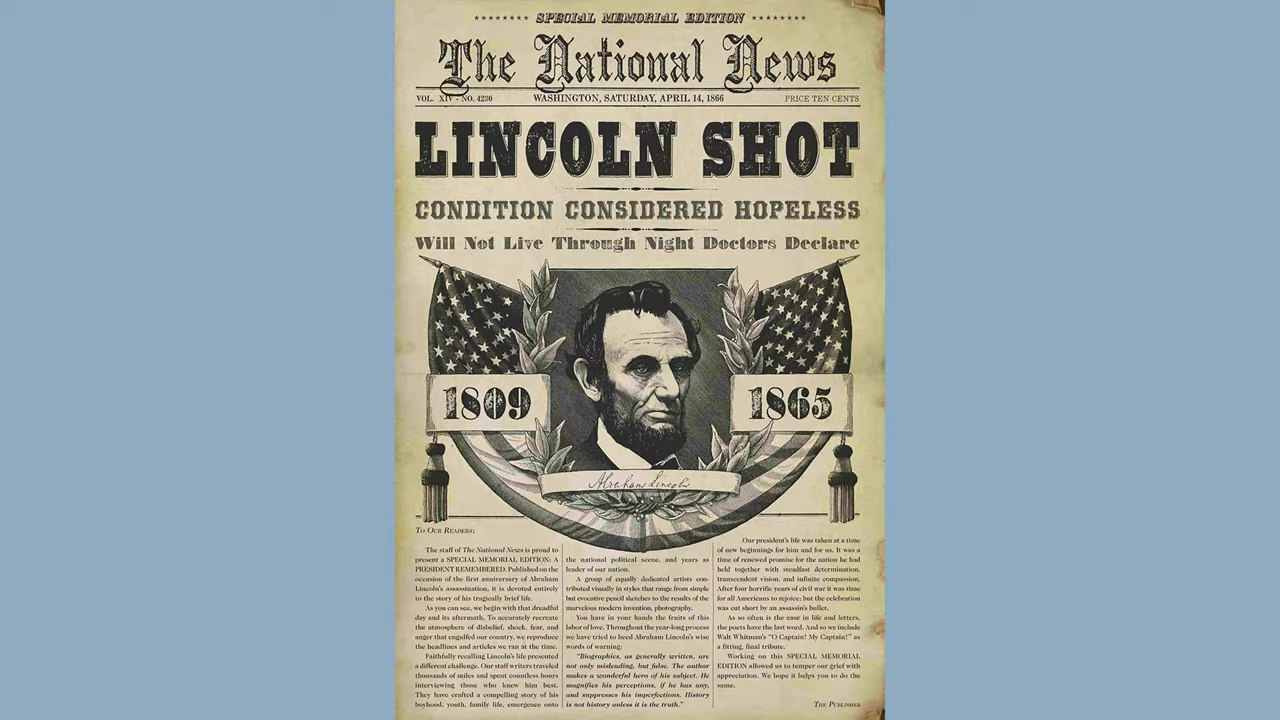 SPECIAL MEMORIAL EDITION
The National News
VOL. XIV - NO. 4230 WASHINGTON, SATURDAY, APRIL 14, 1866 PRICE TEN CENTS
LINCOLN SHOT
CONDITION CONSIDERED HOPELESS
Will Not Live Through Night Doctors Declare
1809
1865
Abraham Lincoln
TO OUR READERS:
The staff of The National News is proud to
present a SPECIAL MEMORIAL EDITION: A
PRESIDENT REMEMBERED. Published on the
occasion of the first anniversary of Abraham
Lincoln's assassination, it is devoted entirely
to the story of his tragically brief life.
As you can see, we begin with that dreadful
day and its aftermath. To accurately recreate
the atmosphere of disbelief, shock, fear, and
anger that engulfed our country, we reproduce
the headlines and articles we ran at the time.
Faithfully recalling Lincoln's life presented
a different challenge. Our staff writers traveled
thousands of miles and spent countless hours
interviewing those who knew him best.
They have crafted a compelling story of his
boyhood, youth, family life, emergence onto
the national political scene, and years as
leader of our nation.
A group of equally dedicated artists con-
tributed visually in styles that range from simple
but evocative pencil sketches to the results of the
marvelous modern invention, photography.
You have in your hands the fruits of this
labor of love. Throughout the year-long process
we have tried to heed Abraham Lincoln's wise
words of warning:
"Biographies, as generally written, are
not only misleading, but false. The author
makes a wonderful hero of his subject. He
magnifies his perceptions, if he has any,
and suppresses his imperfections. History
is not history unless it is the truth."
Our president's life was taken at a time
of new beginnings for him and for us. It was a
time of renewed promise for the nation he had
held together with steadfast determination,
transcendent vision, and infinite compassion.
After four horrific years of civil war it was time
for all Americans to rejoice; but the celebration
was cut short by an assassin's bullet.
As so often is the case in life and letters,
the poets have the last word. And so we include
Walt Whitman's "O Captain! My Captain!" as
a fitting, final tribute.
Working on this SPECIAL MEMORIAL
EDITION allowed us to temper our grief with
appreciation. We hope it helps you to do the
same.
THE PUBLISHER